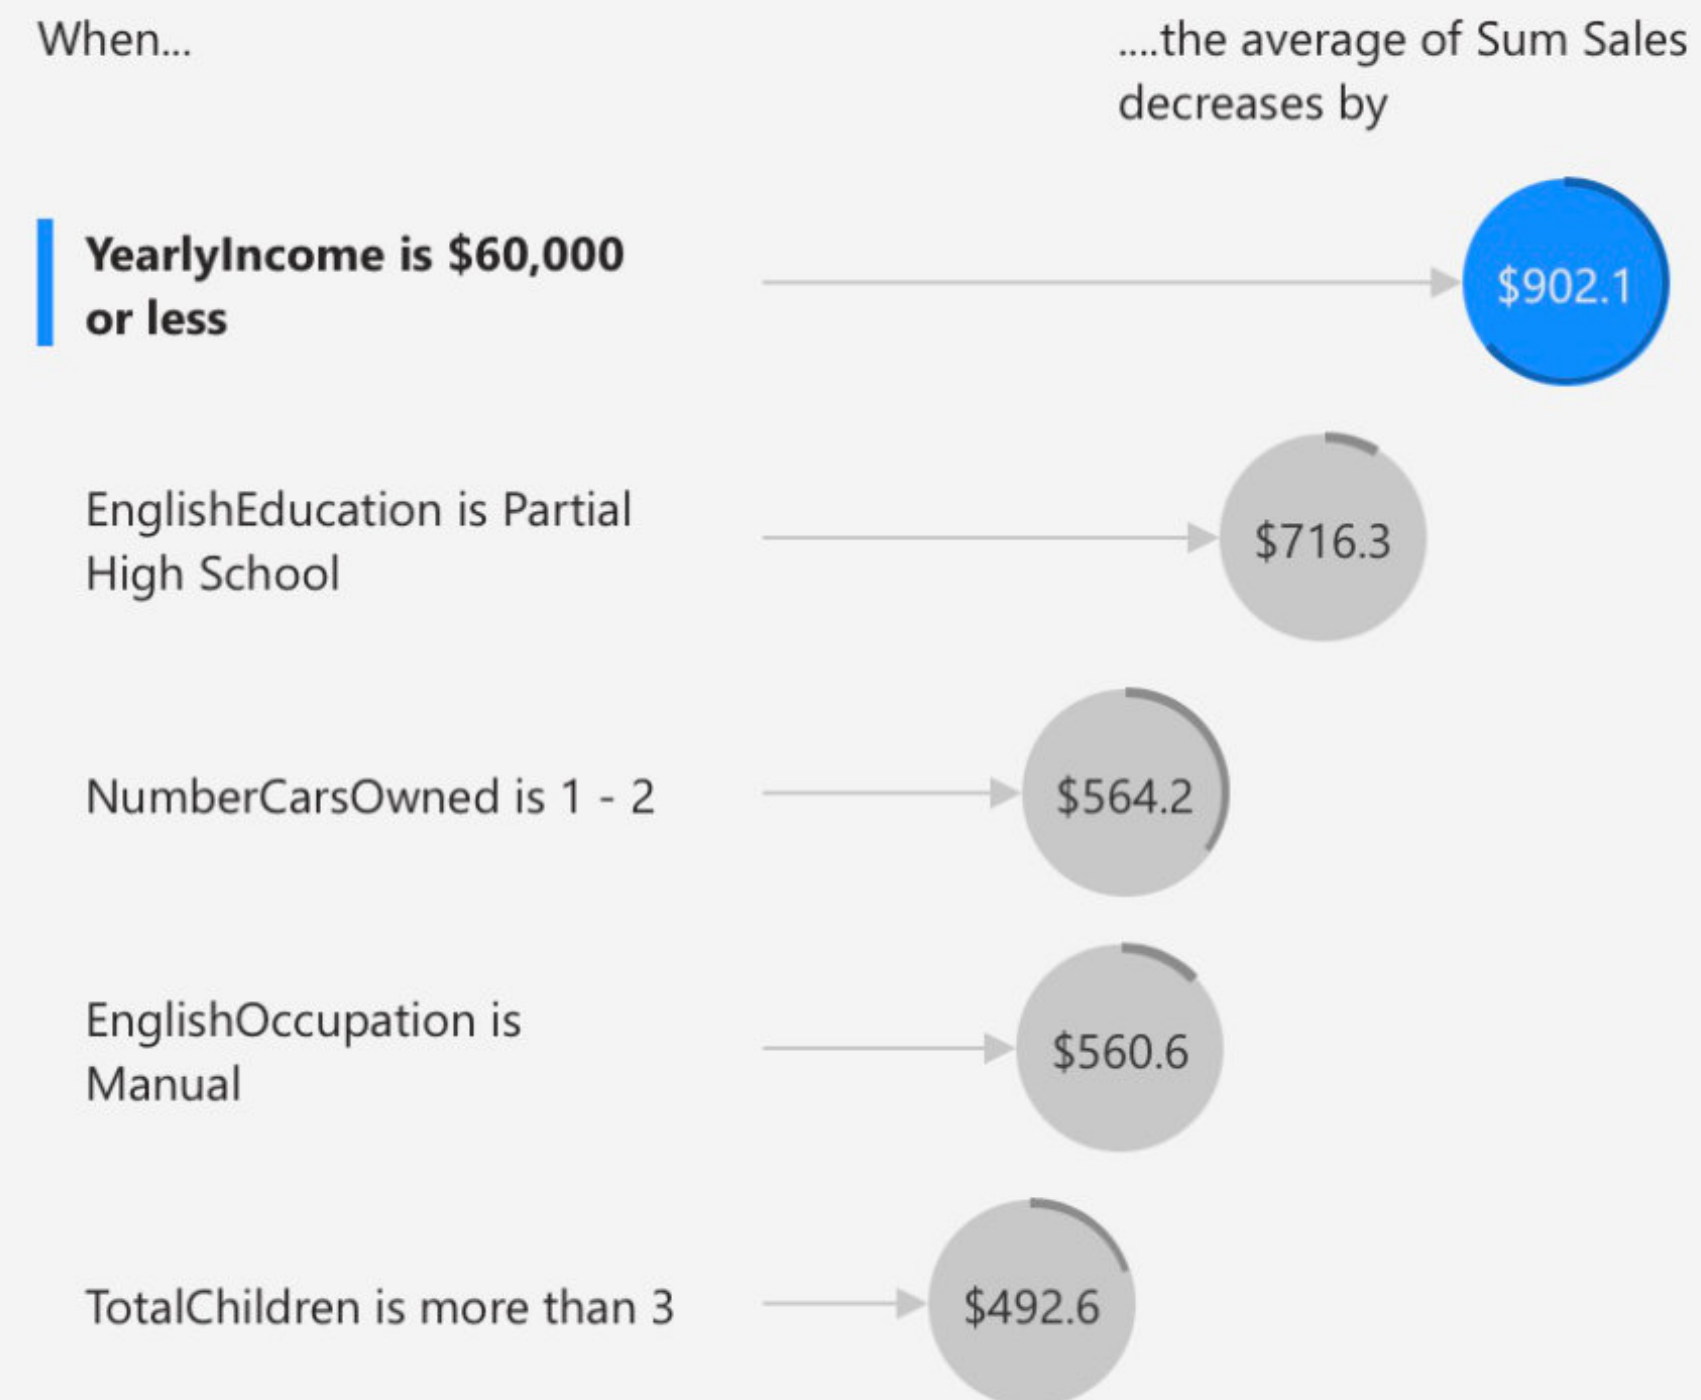 When...
....the average of Sum Sales
decreases by
YearlyIncome is $60,000
or less
$902.1
EnglishEducation is Partial
High School
$716.3
NumberCarsOwned is 1 - 2
$564.2
EnglishOccupation is
Manual
$560.6
TotalChildren is more than 3
$492.6